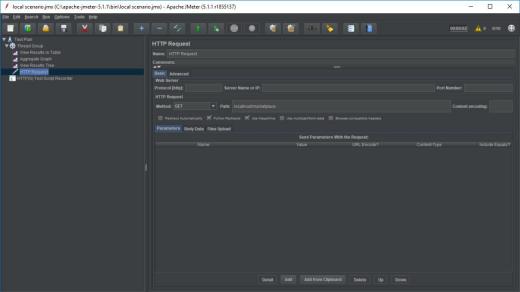 local scenario.jmx (C:\apache-jmeter-5.1.1\bin\local scenario.jmx) - Apache JMeter (5.1.1 r1855137)
File Edit Search Run Options Tools Help
00:00:02 0 0/0
Test Plan
Thread Group
View Results in Table
Aggregate Graph
View Results Tree
HTTP Request
HTTP(S) Test Script Recorder
HTTP Request
Name: HTTP Request
Comments:
Basic Advanced
Web Server
Protocol [http]: Server Name or IP: Port Number:
HTTP Request
Method: GET Path: Content encoding:
Redirect Automatically Follow Redirects Use KeepAlive Use multipart/form-data Browser-compatible headers
Parameters Body Data Files Upload
Send Parameters With the Request:
Name: Value URL Encode? Content-Type Include Equals?
Detail Add Add from Clipboard Delete Up Down